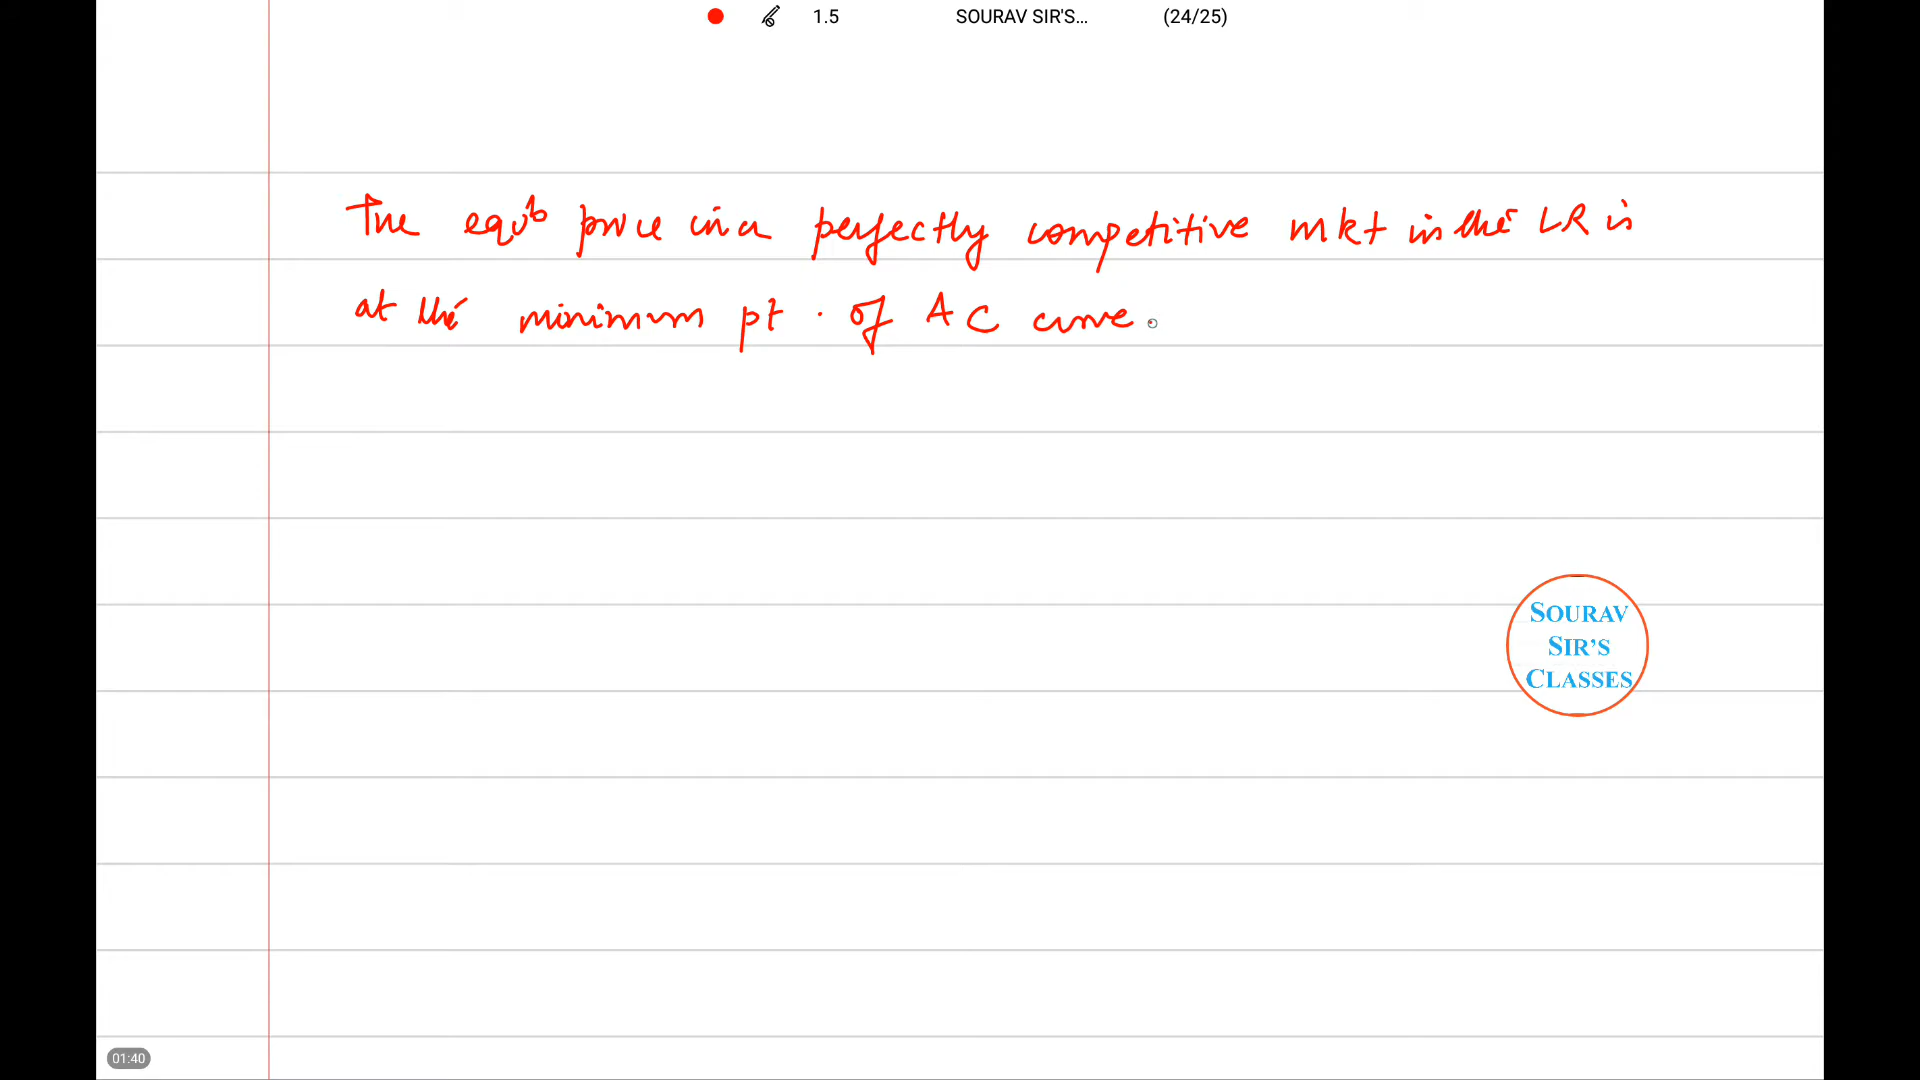 1.5 SOURAV SIR'S... (24/25)
The equb price in a perfectly competitive mkt in the LR is
at the minimum pt. of AC curve.
SOURAV
SIR'S
CLASSES
01:40